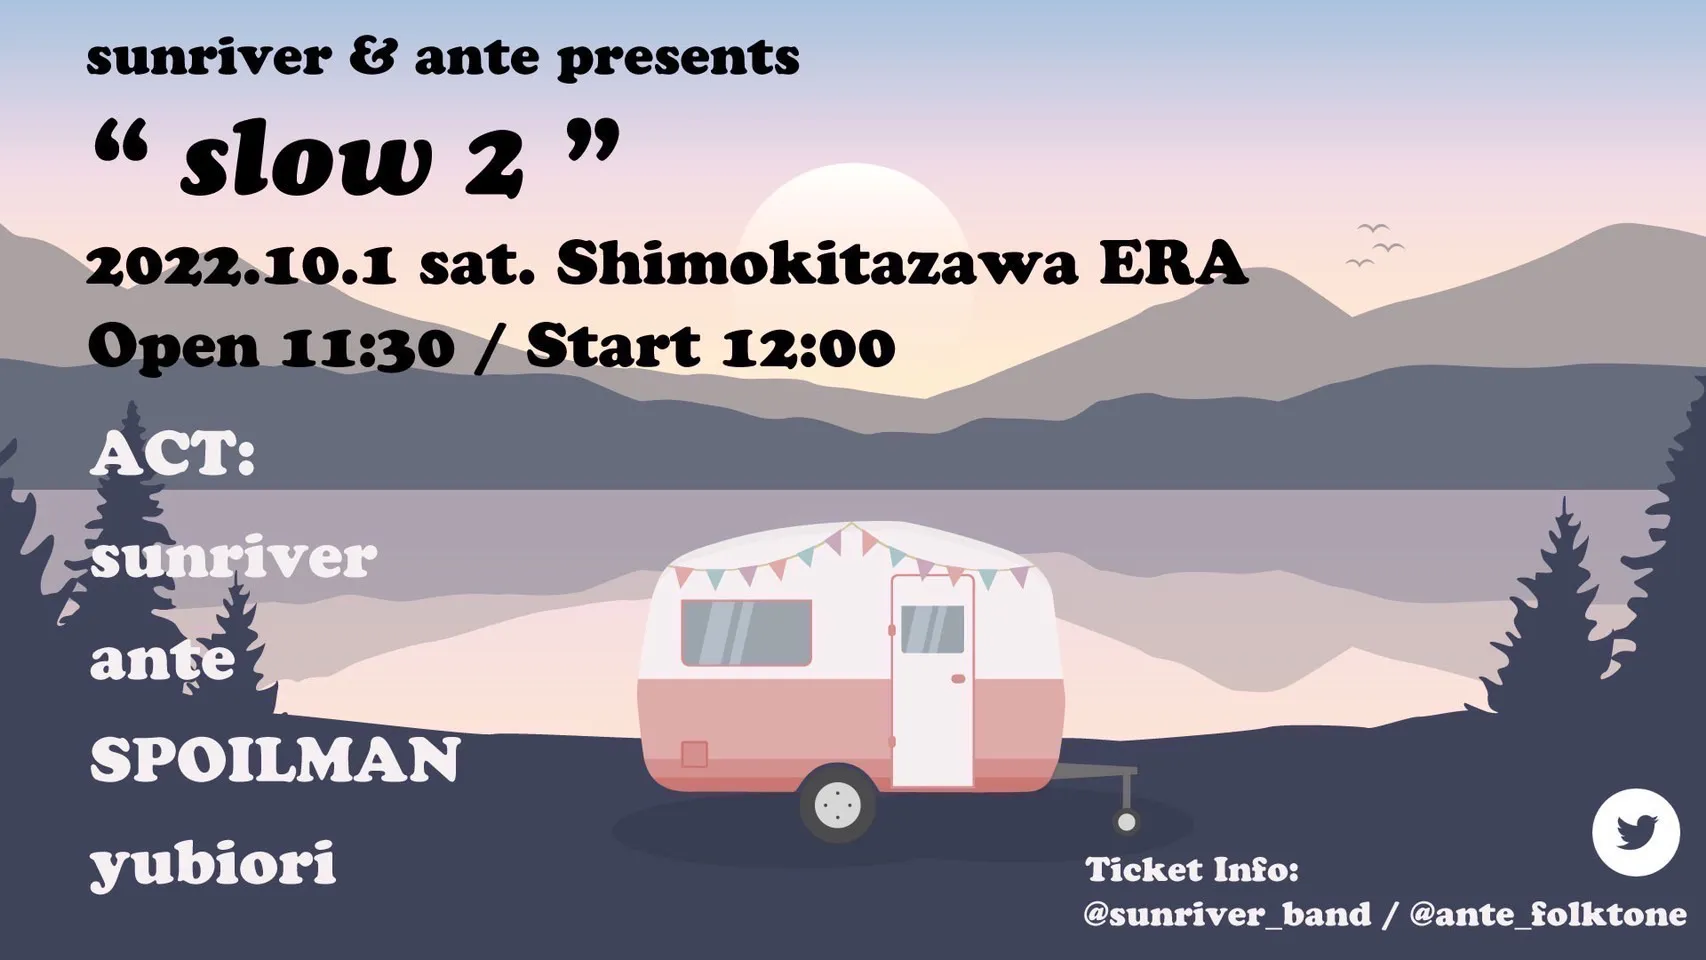 sunriver & ante presents
“ slow 2 ”
2022.10.1 sat. Shimokitazawa ERA
Open 11:30 / Start 12:00
ACT:
sunriver
ante
SPOILMAN
yubiori
Ticket Info:
@sunriver_band / @ante_folktone